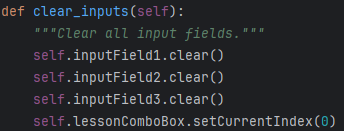 def clear_inputs(self):
    """Clear all input fields."""
    self.inputField1.clear()
    self.inputField2.clear()
    self.inputField3.clear()
    self.lessonComboBox.setCurrentIndex(0)